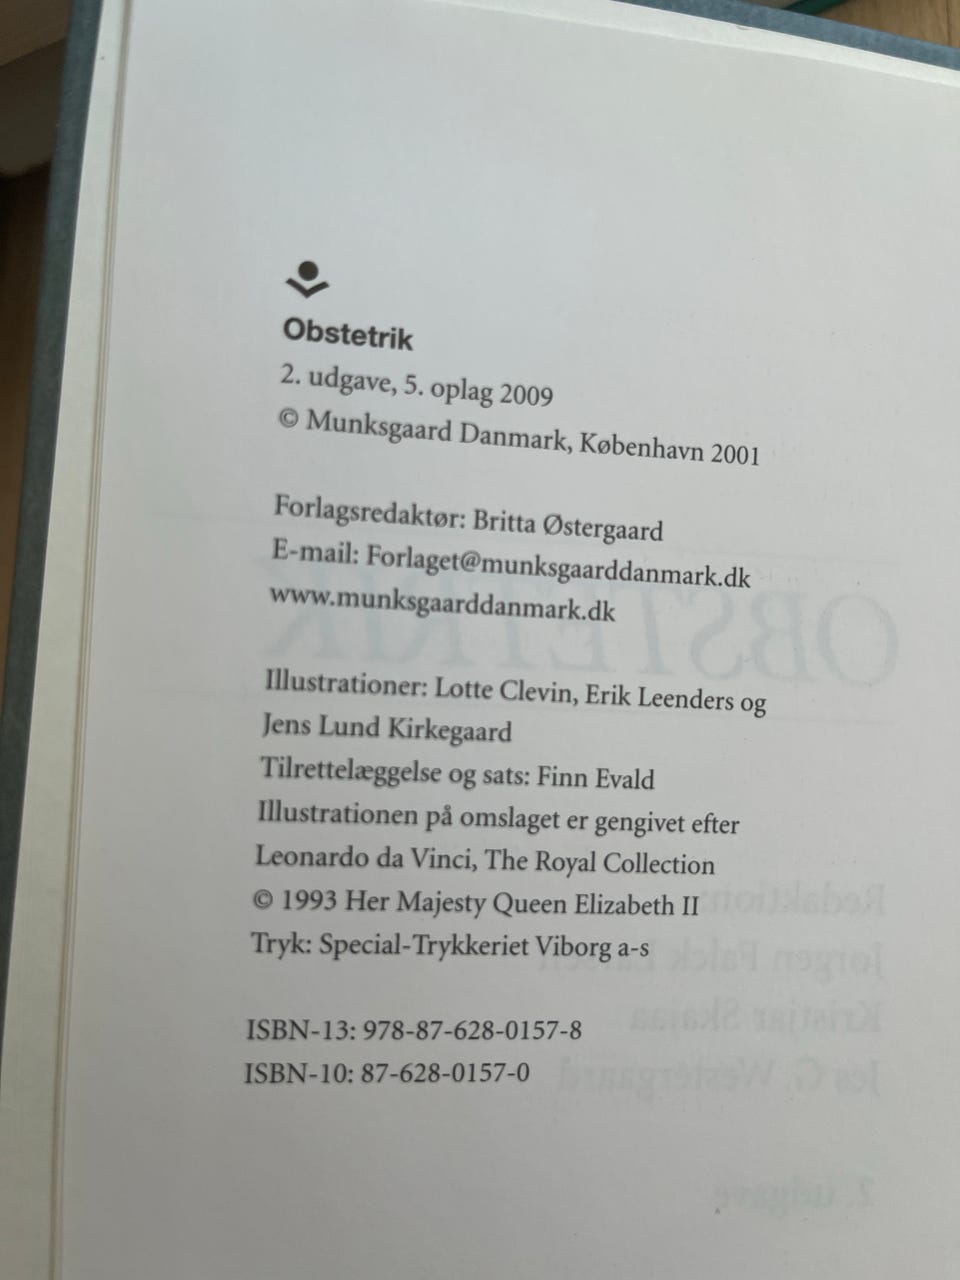 Obstetrik
2. udgave, 5. oplag 2009
© Munksgaard Danmark, København 2001
Forlagsredaktør: Britta Østergaard
E-mail: Forlaget@munksgaarddanmark.dk
www.munksgaarddanmark.dk
Illustrationer: Lotte Clevin, Erik Leenders og
Jens Lund Kirkegaard
Tilrettelæggelse og sats: Finn Evald
Illustrationen på omslaget er gengivet efter
Leonardo da Vinci, The Royal Collection
© 1993 Her Majesty Queen Elizabeth II
Tryk: Special-Trykkeriet Viborg a-s
ISBN-13: 978-87-628-0157-8
ISBN-10: 87-628-0157-0